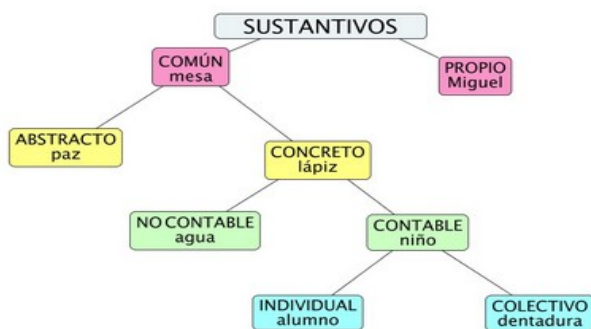 SUSTANTIVOS
COMÚN
mesa
PROPIO
Miguel
ABSTRACTO
paz
CONCRETO
lápiz
NO CONTABLE
agua
CONTABLE
niño
INDIVIDUAL
alumno
COLECTIVO
dentadura